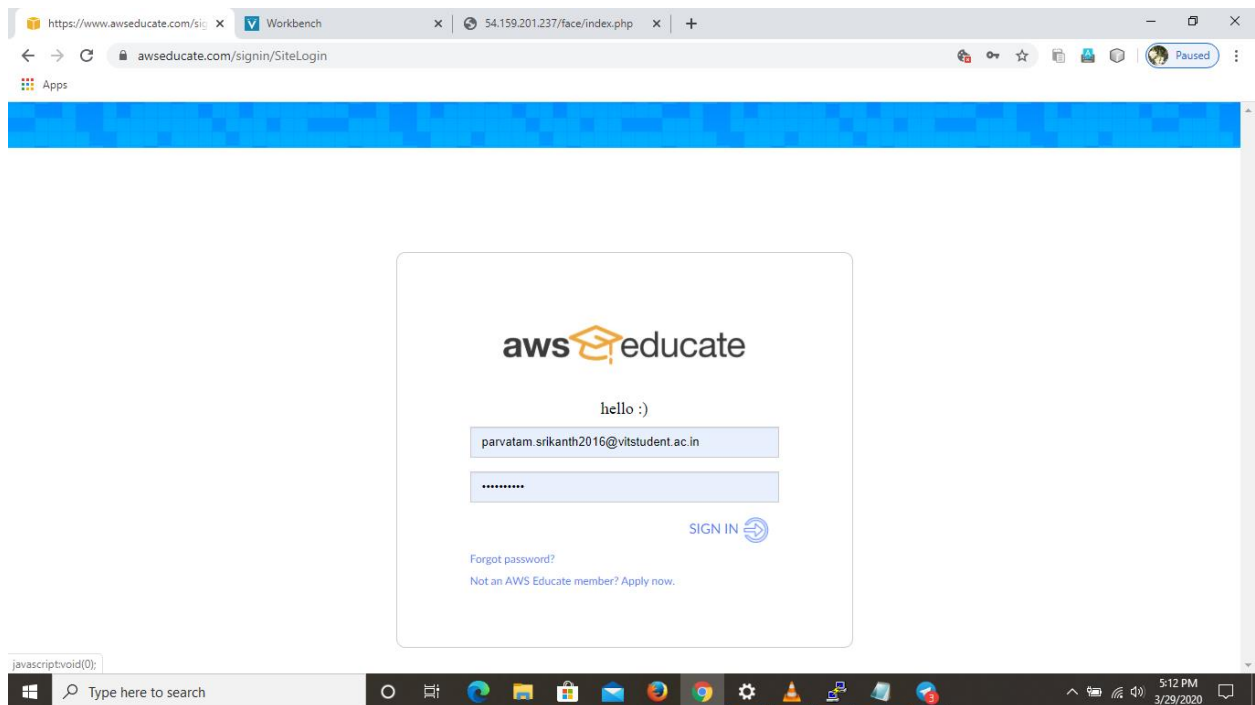 https://www.awseducate.com/sig
Workbench
54.159.201.237/face/index.php
awseducate.com/signin/SiteLogin
Paused
Apps
aws educate
hello :)
parvatam.srikanth2016@vitstudent.ac.in
••••••••••
SIGN IN
Forgot password?
Not an AWS Educate member? Apply now.
javascript:void(0);
Type here to search
5:12 PM
3/29/2020